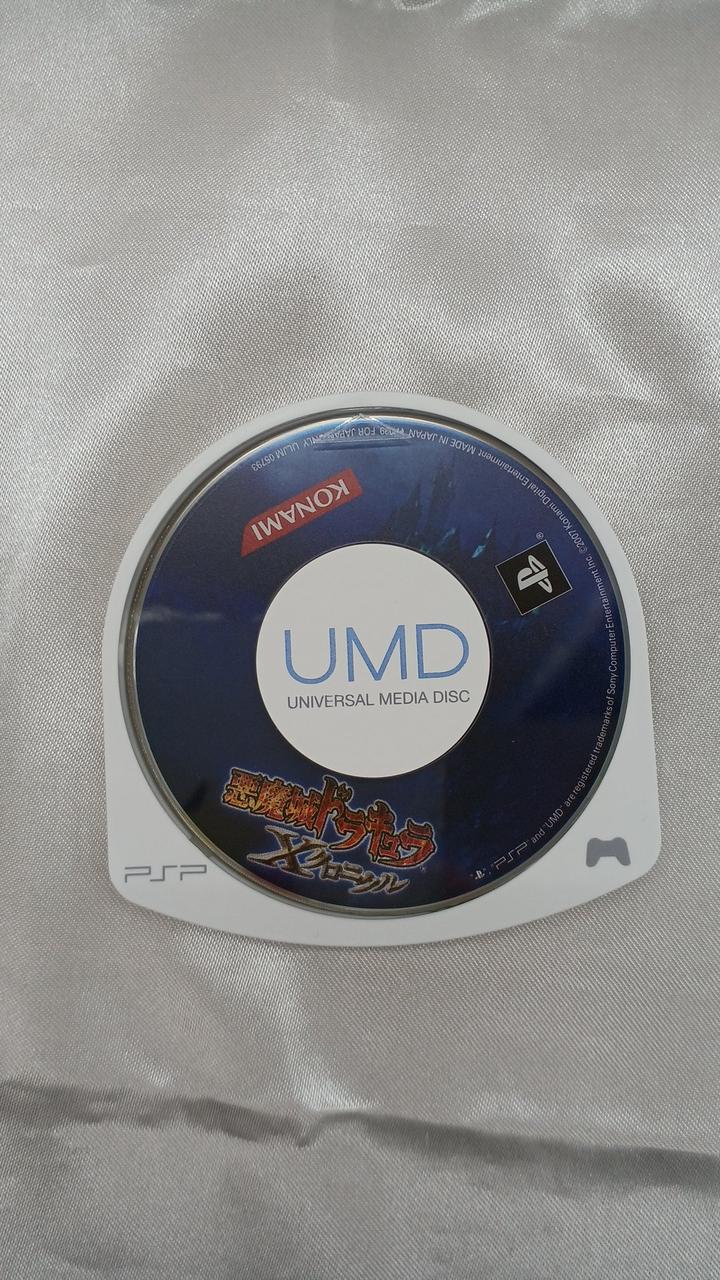 MADE IN JAPAN
FOR JAPAN ONLY ULJM 05793
©2007 Konami Digital Entertainment
KONAMI
UMD
UNIVERSAL MEDIA DISC
悪魔城ドラキュラ
Xクロニクル
PSP and "UMD" are registered trademarks of Sony Computer Entertainment Inc.
PSP